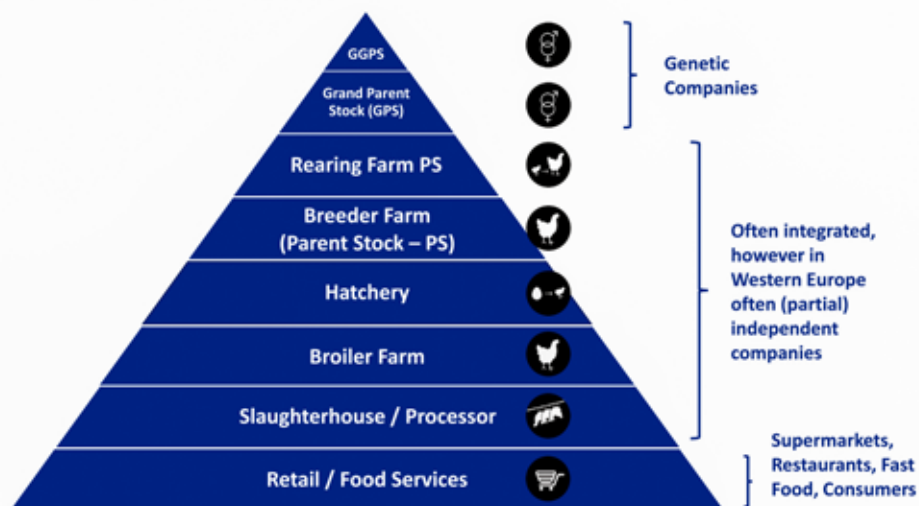 GGPS
Grand Parent
Stock (GPS)
Genetic
Companies
Rearing Farm PS
Breeder Farm
(Parent Stock – PS)
Hatchery
Broiler Farm
Slaughterhouse / Processor
Often integrated,
however in
Western Europe
often (partial)
independent
companies
Retail / Food Services
Supermarkets,
Restaurants, Fast
Food, Consumers